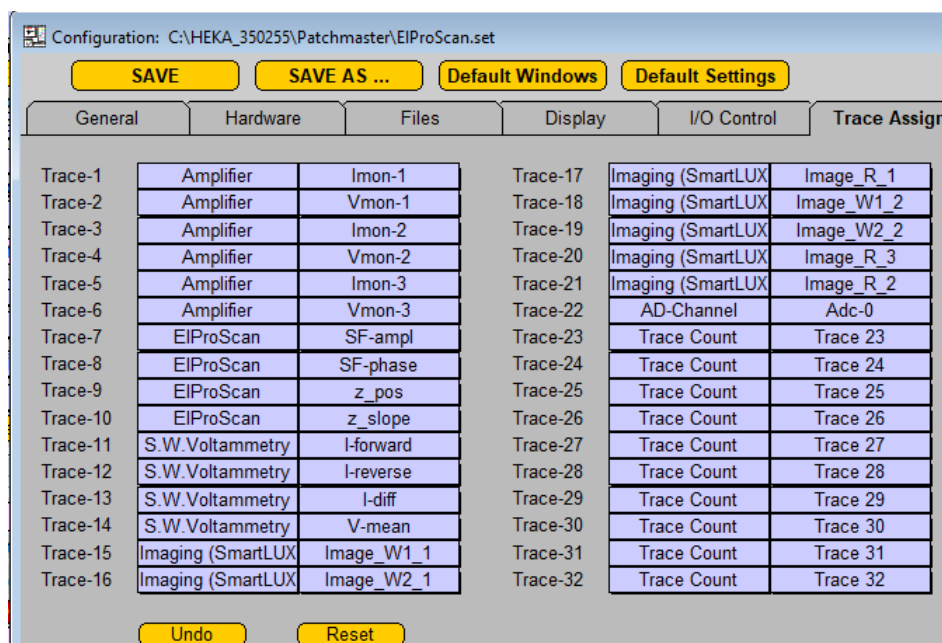 Configuration: C:\HEKA_350255\Patchmaster\ElProScan.set
SAVE SAVE AS ... Default Windows Default Settings
General Hardware Files Display I/O Control Trace Assign
Trace-1 Amplifier Imon-1 Trace-17 Imaging (SmartLUX Image_R_1
Trace-2 Amplifier Vmon-1 Trace-18 Imaging (SmartLUX Image_W1_2
Trace-3 Amplifier Imon-2 Trace-19 Imaging (SmartLUX Image_W2_2
Trace-4 Amplifier Vmon-2 Trace-20 Imaging (SmartLUX Image_R_3
Trace-5 Amplifier Imon-3 Trace-21 Imaging (SmartLUX Image_R_2
Trace-6 Amplifier Vmon-3 Trace-22 AD-Channel Adc-0
Trace-7 ElProScan SF-ampl Trace-23 Trace Count Trace 23
Trace-8 ElProScan SF-phase Trace-24 Trace Count Trace 24
Trace-9 ElProScan z_pos Trace-25 Trace Count Trace 25
Trace-10 ElProScan z_slope Trace-26 Trace Count Trace 26
Trace-11 S.W.Voltammetry I-forward Trace-27 Trace Count Trace 27
Trace-12 S.W.Voltammetry I-reverse Trace-28 Trace Count Trace 28
Trace-13 S.W.Voltammetry I-diff Trace-29 Trace Count Trace 29
Trace-14 S.W.Voltammetry V-mean Trace-30 Trace Count Trace 30
Trace-15 Imaging (SmartLUX Image_W1_1 Trace-31 Trace Count Trace 31
Trace-16 Imaging (SmartLUX Image_W2_1 Trace-32 Trace Count Trace 32
Undo Reset